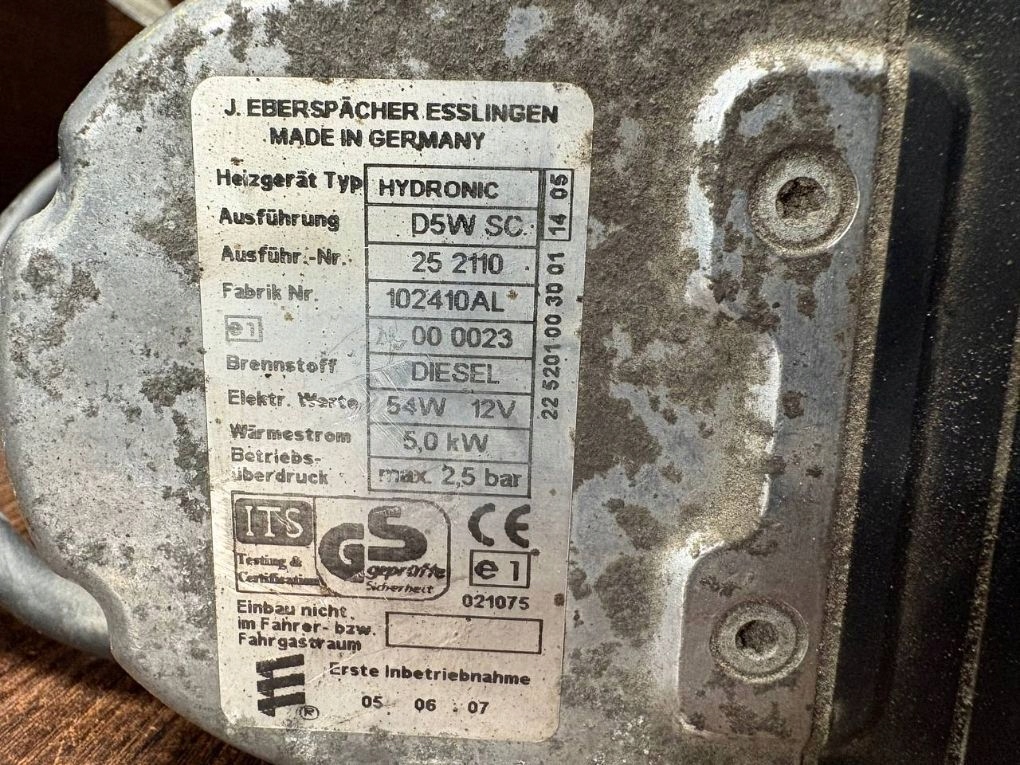 J. EBERSPÄCHER ESSLINGEN
MADE IN GERMANY
Heizgerät Typ HYDRONIC
Ausführung D5W SC
Ausführ.-Nr. 25 2110
Fabrik Nr. 102410AL
e1 00 0023
Brennstoff DIESEL
Elektr. Werte 54W 12V
Wärmestrom 5,0 kW
Betriebs-
überdruck max. 2,5 bar
22 5201 00 30 01 14 05
ITS
Testing &
Certification
GS
geprüfte
Sicherheit
CE
e1
021075
Einbau nicht
im Fahrer- bzw.
Fahrgastraum
Erste Inbetriebnahme
®
05 . 06 . 07